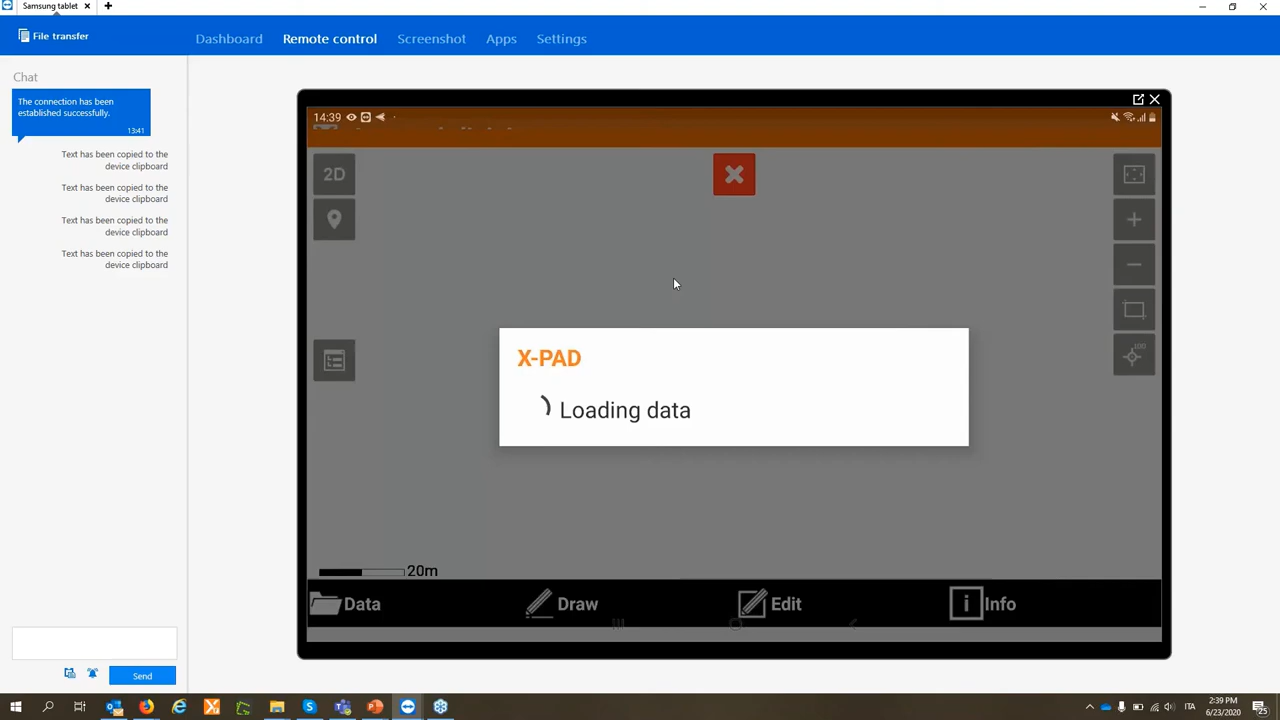 Samsung tablet
File transfer
Dashboard
Remote control
Screenshot
Apps
Settings
Chat
The connection has been
established successfully.
13:41
Text has been copied to the
device clipboard
Text has been copied to the
device clipboard
Text has been copied to the
device clipboard
Text has been copied to the
device clipboard
Send
14:39
2D
100
X-PAD
Loading data
20m
Data
Draw
Edit
i
Info
ITA
2:39 PM
6/23/2020
25